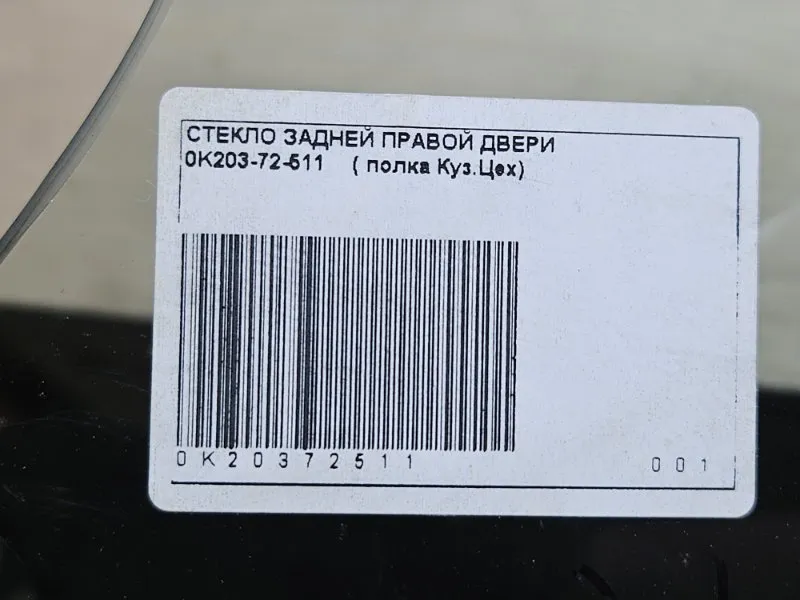 СТЕКЛО ЗАДНЕЙ ПРАВОЙ ДВЕРИ
0K203-72-511 ( полка Куз.Цех)
0K20372511
001